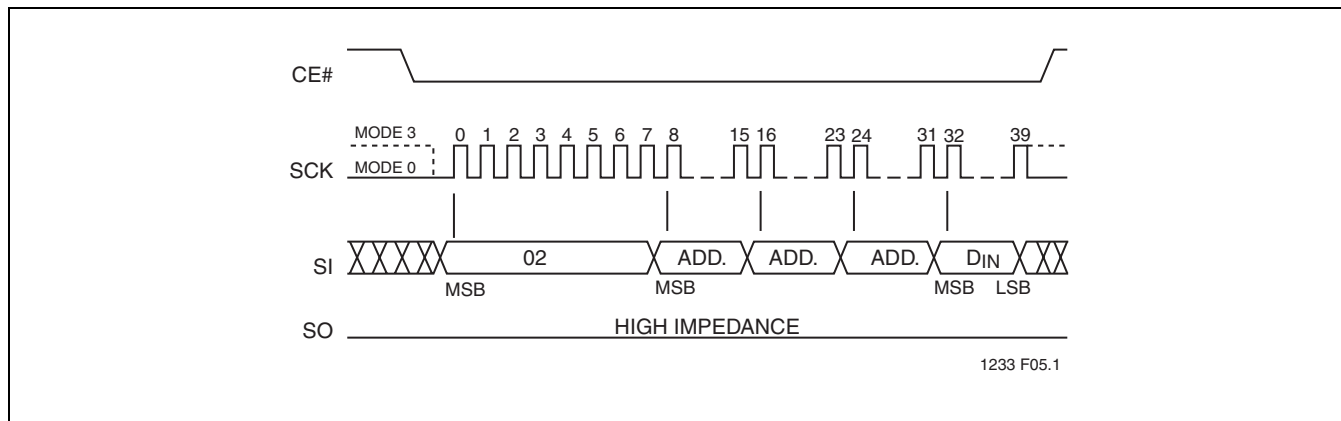 CE#
MODE 3
0 1 2 3 4 5 6 7 8 15 16 23 24 31 32 39
SCK MODE 0
SI 02 ADD. ADD. ADD. DIN
MSB MSB MSB LSB
SO HIGH IMPEDANCE
1233 F05.1